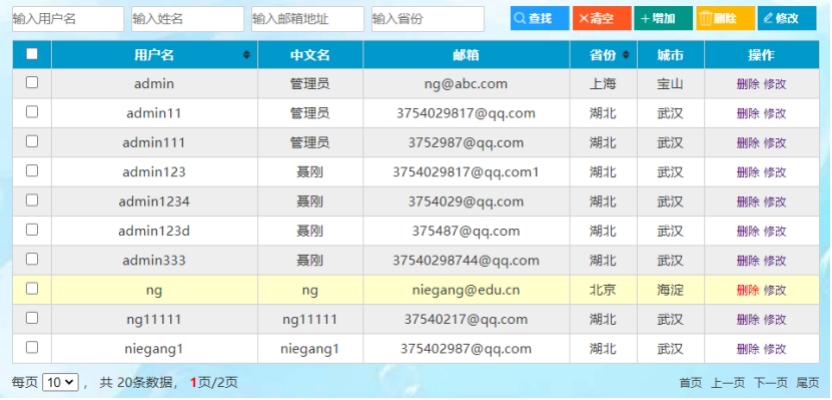 输入用户名 输入姓名 输入邮箱地址 输入省份 查找 清空 增加 删除 修改
用户名 中文名 邮箱 省份 城市 操作
admin 管理员 ng@abc.com 上海 宝山 删除 修改
admin11 管理员 3754029817@qq.com 湖北 武汉 删除 修改
admin111 管理员 3752987@qq.com 湖北 武汉 删除 修改
admin123 聂刚 3754029817@qq.com1 湖北 武汉 删除 修改
admin1234 聂刚 3754029@qq.com 湖北 武汉 删除 修改
admin123d 聂刚 375487@qq.com 湖北 武汉 删除 修改
admin333 聂刚 37540298744@qq.com 湖北 武汉 删除 修改
ng ng niegang@edu.cn 北京 海淀 删除 修改
ng11111 ng11111 37540217@qq.com 湖北 武汉 删除 修改
niegang1 niegang1 375402987@qq.com 湖北 武汉 删除 修改
每页 10 ， 共 20条数据， 1页/2页 首页 上一页 下一页 尾页